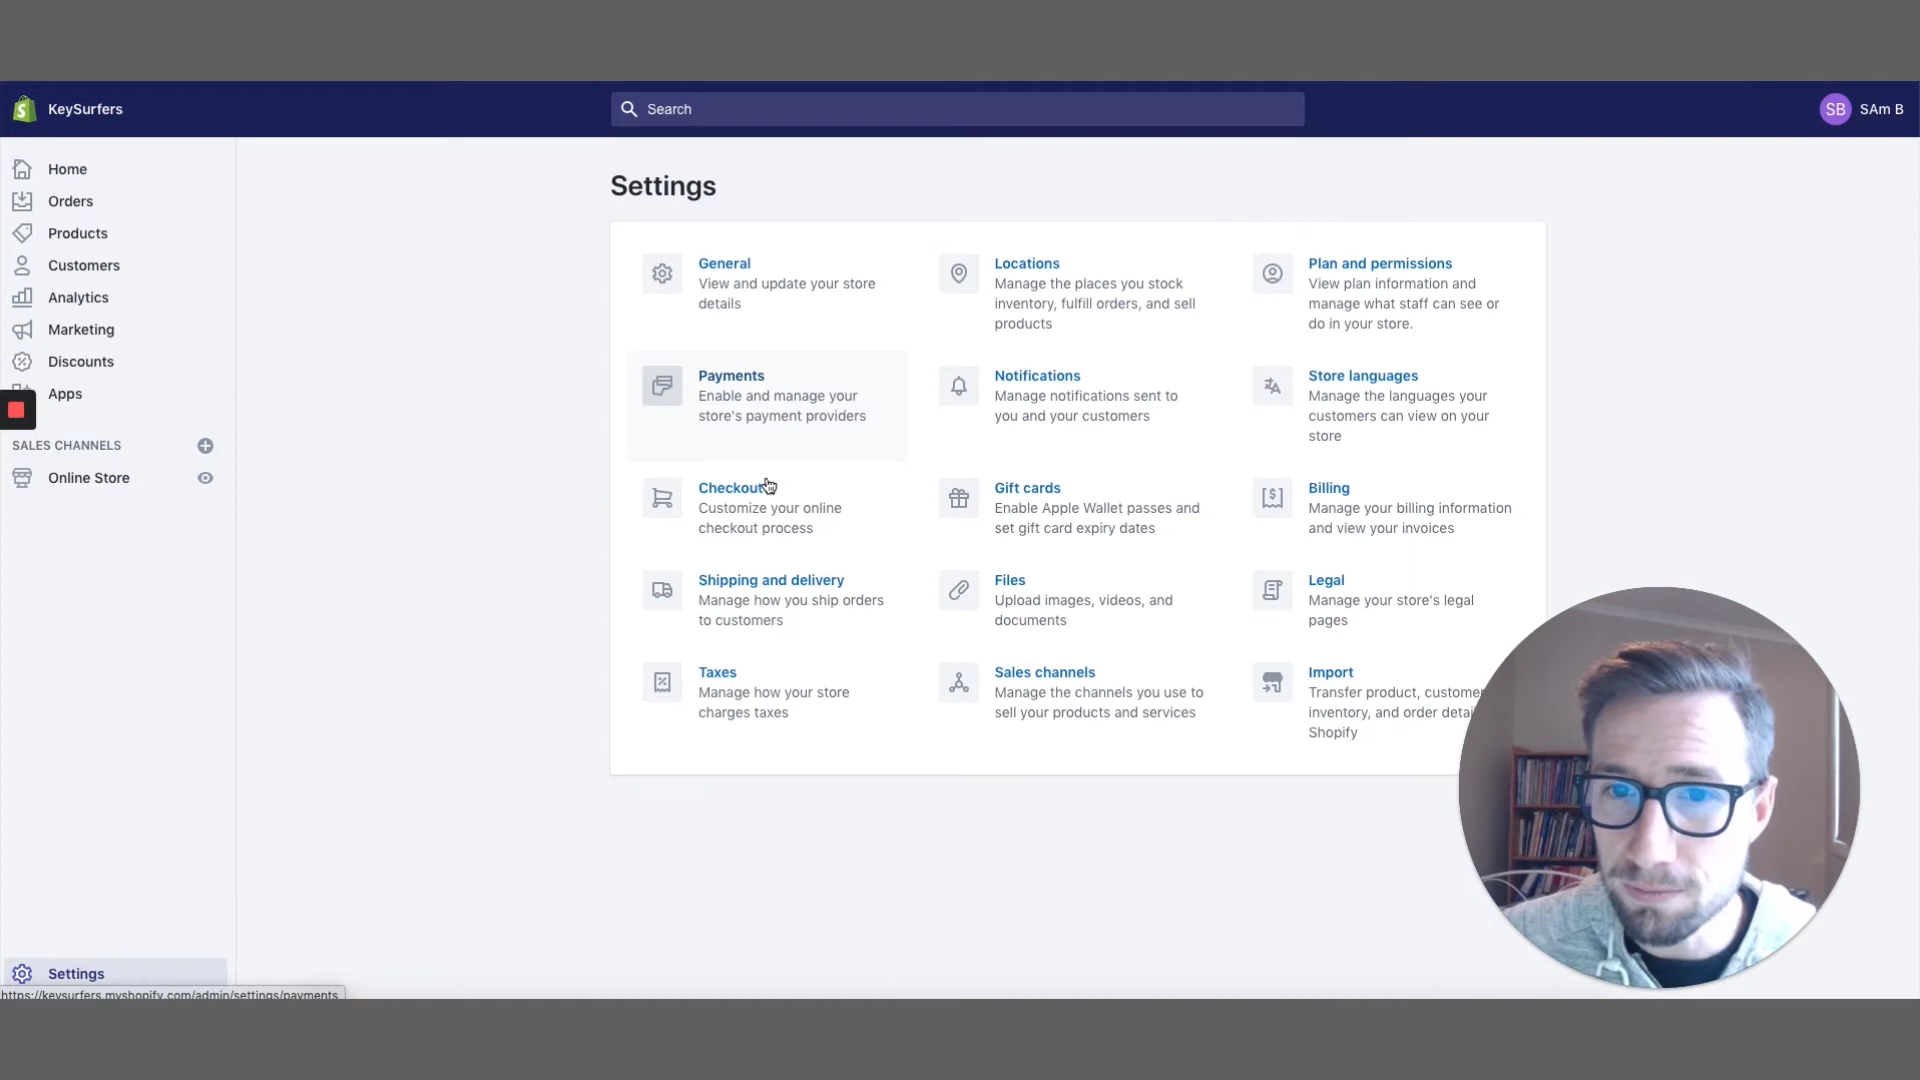 KeySurfers
Search
SB
SAm B
Home
Orders
Products
Customers
Analytics
Marketing
Discounts
Apps
SALES CHANNELS
Online Store
Settings
https://keysurfers.myshopify.com/admin/settings/payments
Settings
General
View and update your store
details
Locations
Manage the places you stock
inventory, fulfill orders, and sell
products
Plan and permissions
View plan information and
manage what staff can see or
do in your store.
Payments
Enable and manage your
store's payment providers
Notifications
Manage notifications sent to
you and your customers
Store languages
Manage the languages your
customers can view on your
store
Checkout
Customize your online
checkout process
Gift cards
Enable Apple Wallet passes and
set gift card expiry dates
Billing
Manage your billing information
and view your invoices
Shipping and delivery
Manage how you ship orders
to customers
Files
Upload images, videos, and
documents
Legal
Manage your store's legal
pages
Taxes
Manage how your store
charges taxes
Sales channels
Manage the channels you use to
sell your products and services
Import
Transfer product, customer
inventory, and order
Shopify